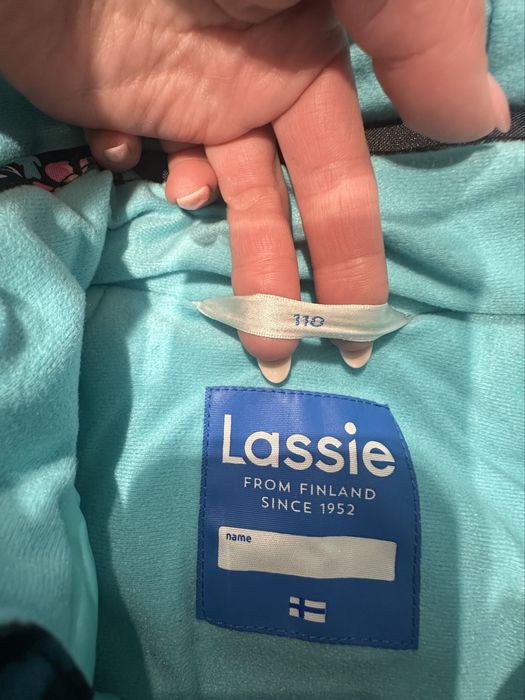 110
Lassie
FROM FINLAND
SINCE 1952
name